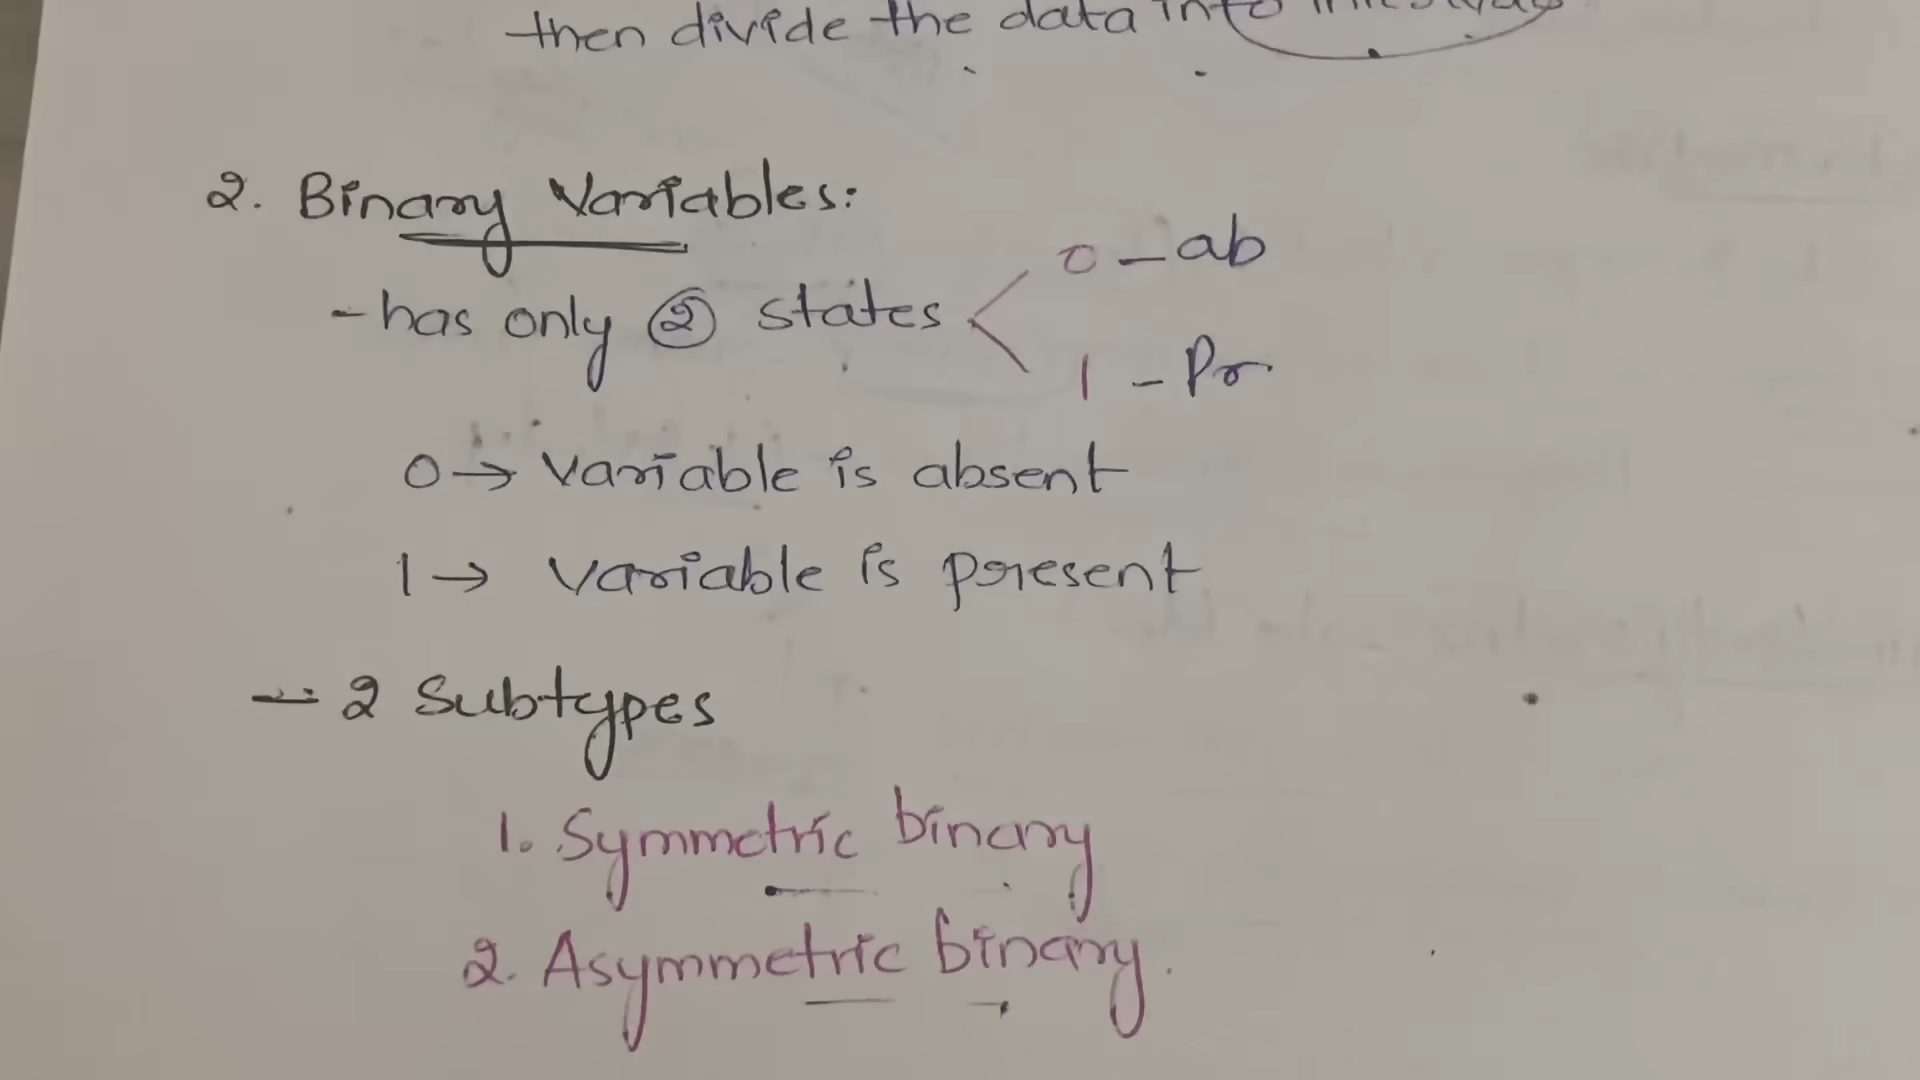 then divide the data into
2. Binary Variables:
- has only ② states < 0 - ab
1 - Pr
0 → variable is absent
1 → variable is present
- 2 Subtypes
1. Symmetric binary
2. Asymmetric binary.